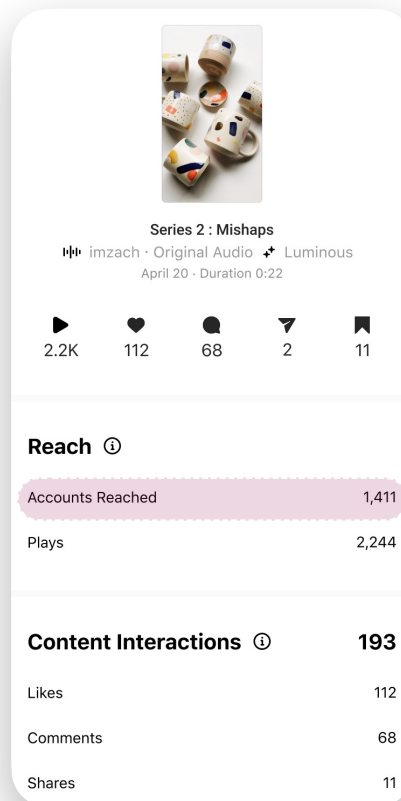 Series 2 : Mishaps
imzach · Original Audio Luminous
April 20 · Duration 0:22
2.2K 112 68 2 11
Reach
Accounts Reached 1,411
Plays 2,244
Content Interactions 193
Likes 112
Comments 68
Shares 11